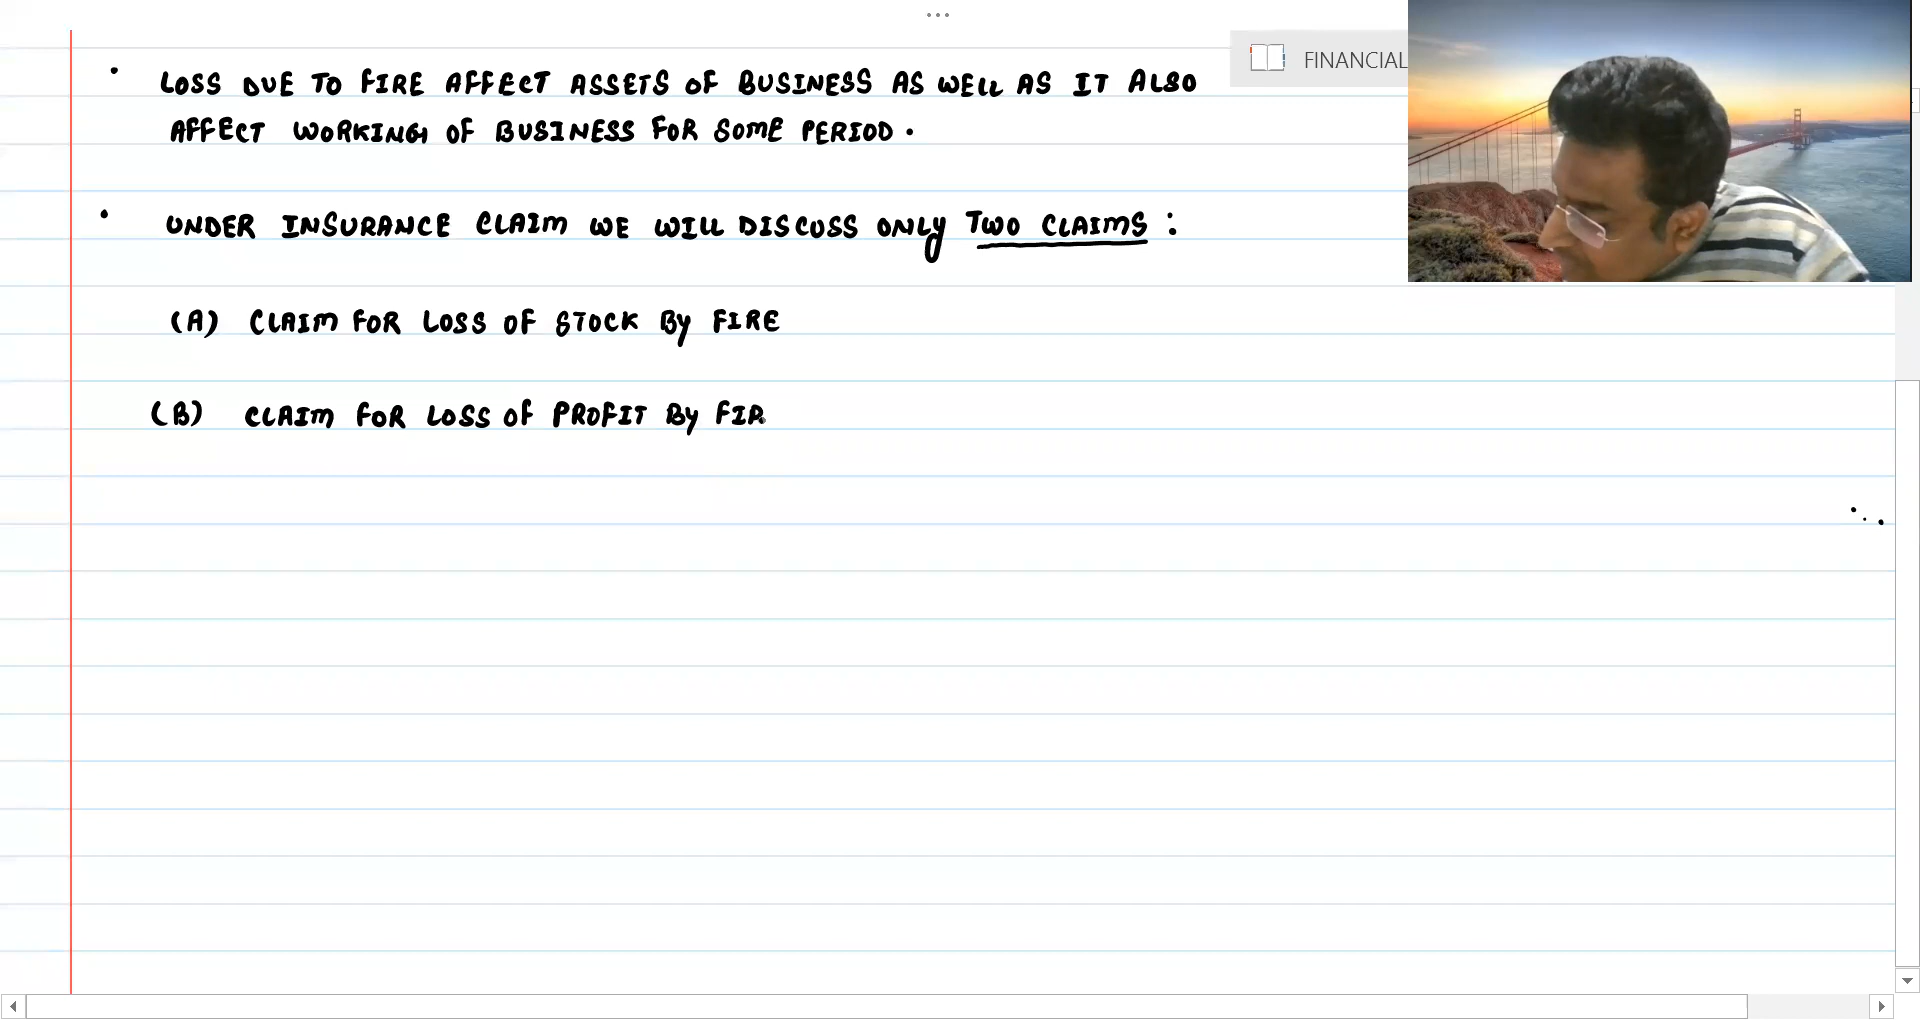 • LOSS DUE TO FIRE AFFECT ASSETS OF BUSINESS AS WELL AS IT ALSO
AFFECT WORKING OF BUSINESS FOR SOME PERIOD.
• UNDER INSURANCE CLAIM WE WILL DISCUSS ONLY TWO CLAIMS :
(A) CLAIM FOR LOSS OF STOCK BY FIRE
(B) CLAIM FOR LOSS OF PROFIT BY FIR
FINANCIAL